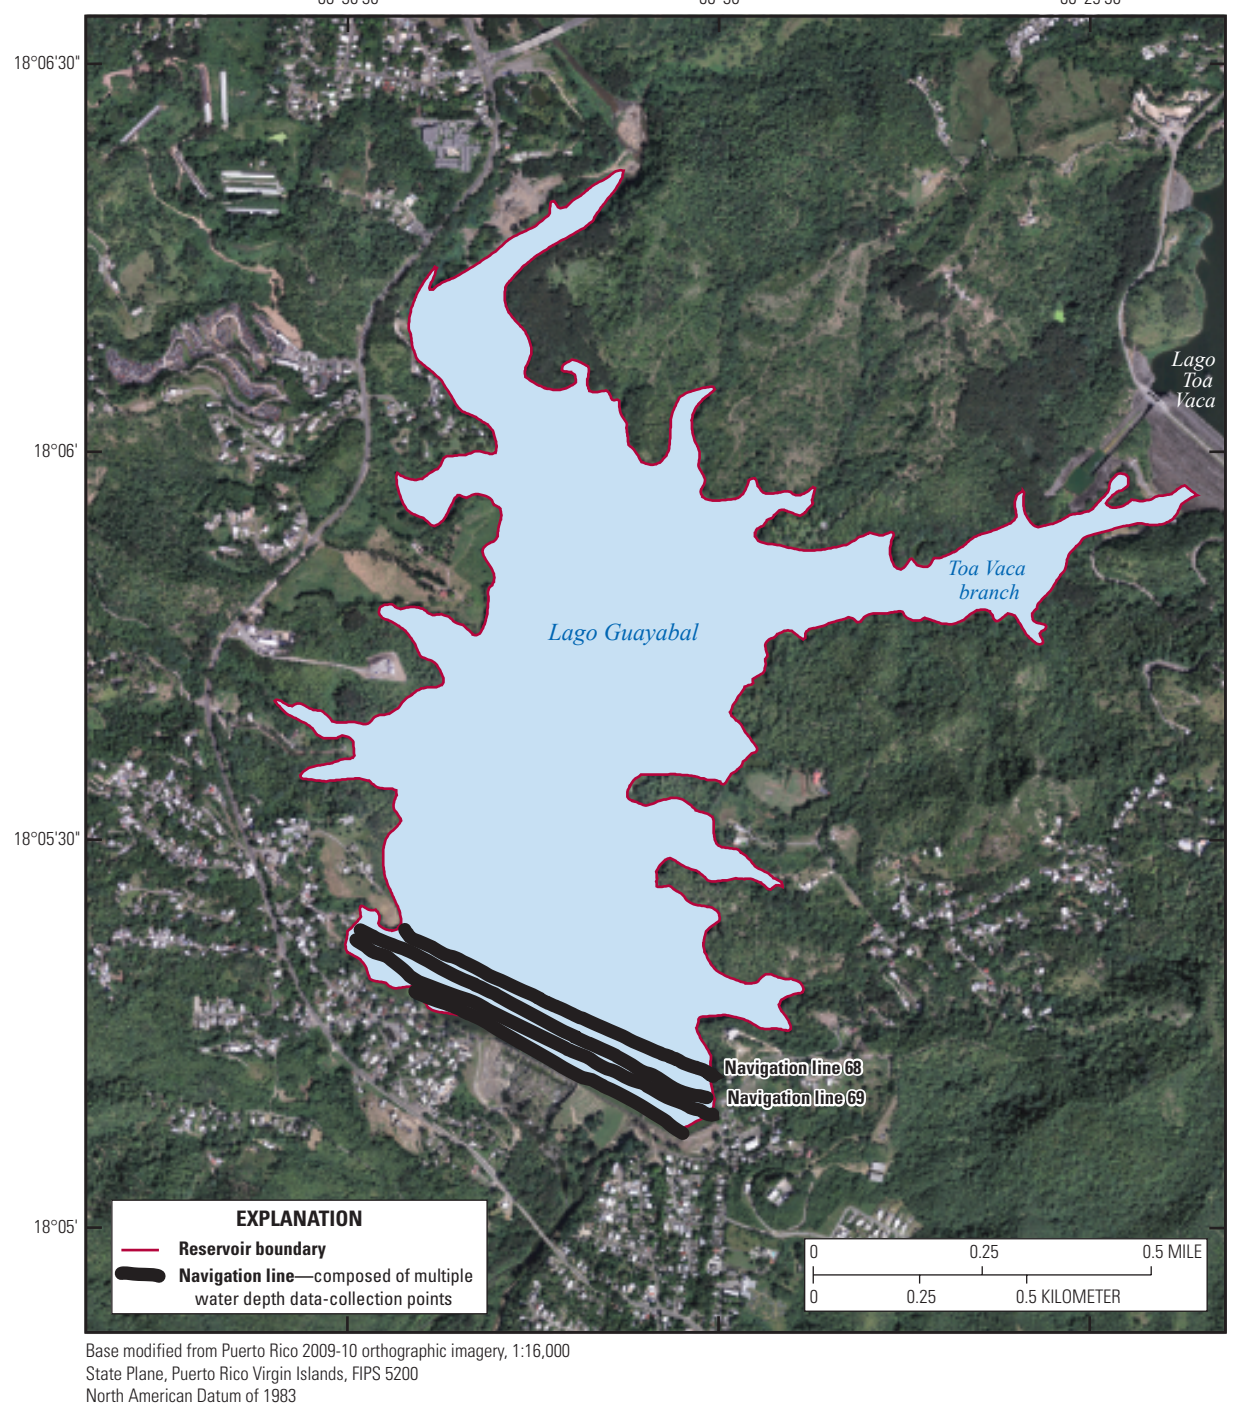 18°06'30"
Lago
Toa
Vaca
18°06'
Toa Vaca
branch
Lago Guayabal
18°05'30"
Navigation line 68
Navigation line 69
18°05'
EXPLANATION
Reservoir boundary
Navigation line—composed of multiple
water depth data-collection points
0 0.25 0.5 MILE
0 0.25 0.5 KILOMETER
Base modified from Puerto Rico 2009-10 orthographic imagery, 1:16,000
State Plane, Puerto Rico Virgin Islands, FIPS 5200
North American Datum of 1983